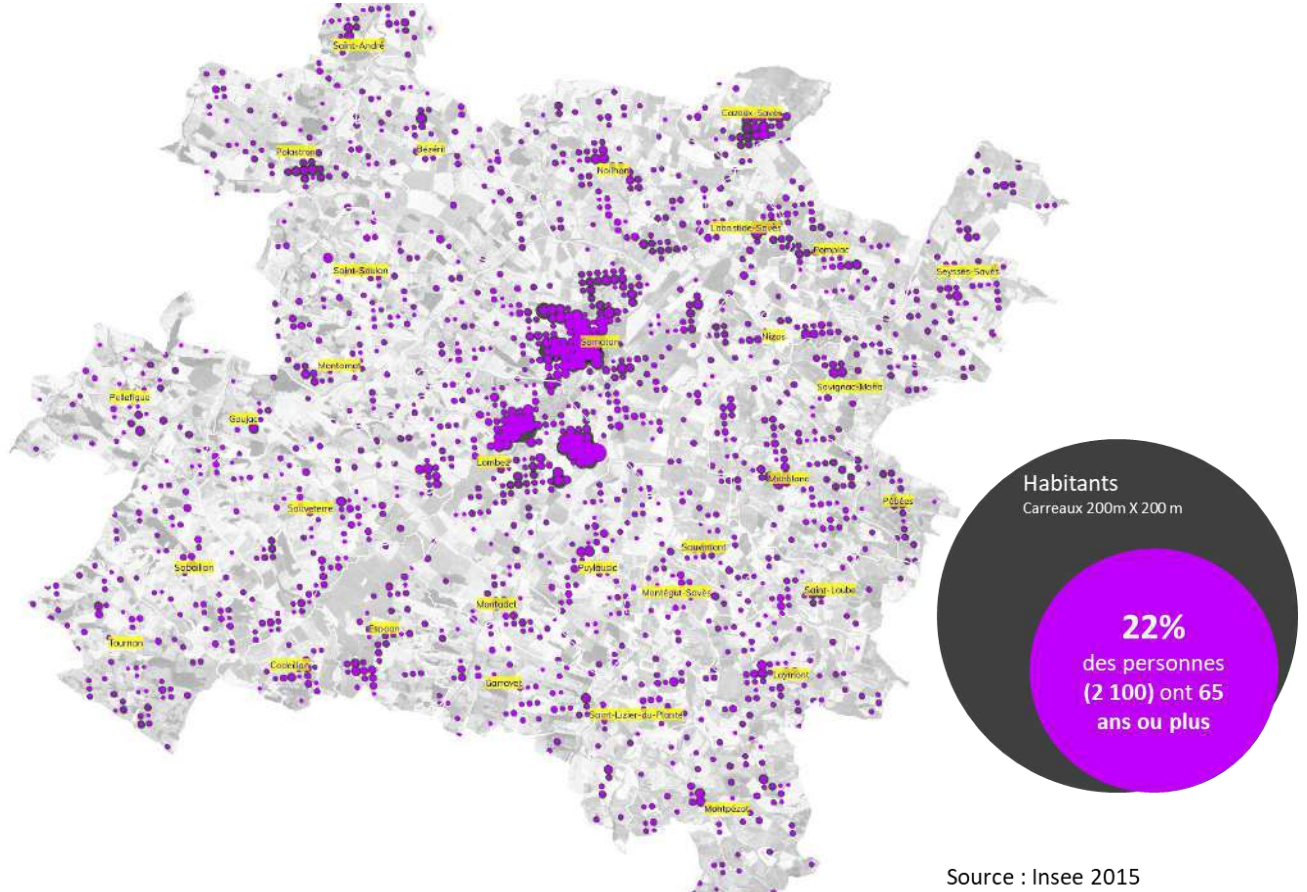 Saint-André
Cazaux-Savès
Polastron
Bézéril
Noilhan
Labastide-Savès
Pompiac
Seysses-Savès
Saint-Soulan
Samatan
Nizas
Montamat
Savignac-Mona
Pellefigue
Gaujac
Lombez
Monblanc
Pébées
Sauveterre
Sauvimont
Sabaillan
Puylausic
Montégut-Savès
Saint-Loube
Montadet
Espaon
Tournan
Cadeillan
Garravet
Laymont
Saint-Lizier-du-Planté
Montpézat
Habitants
Carreaux 200m X 200 m
22%
des personnes
(2 100) ont 65
ans ou plus
Source : Insee 2015